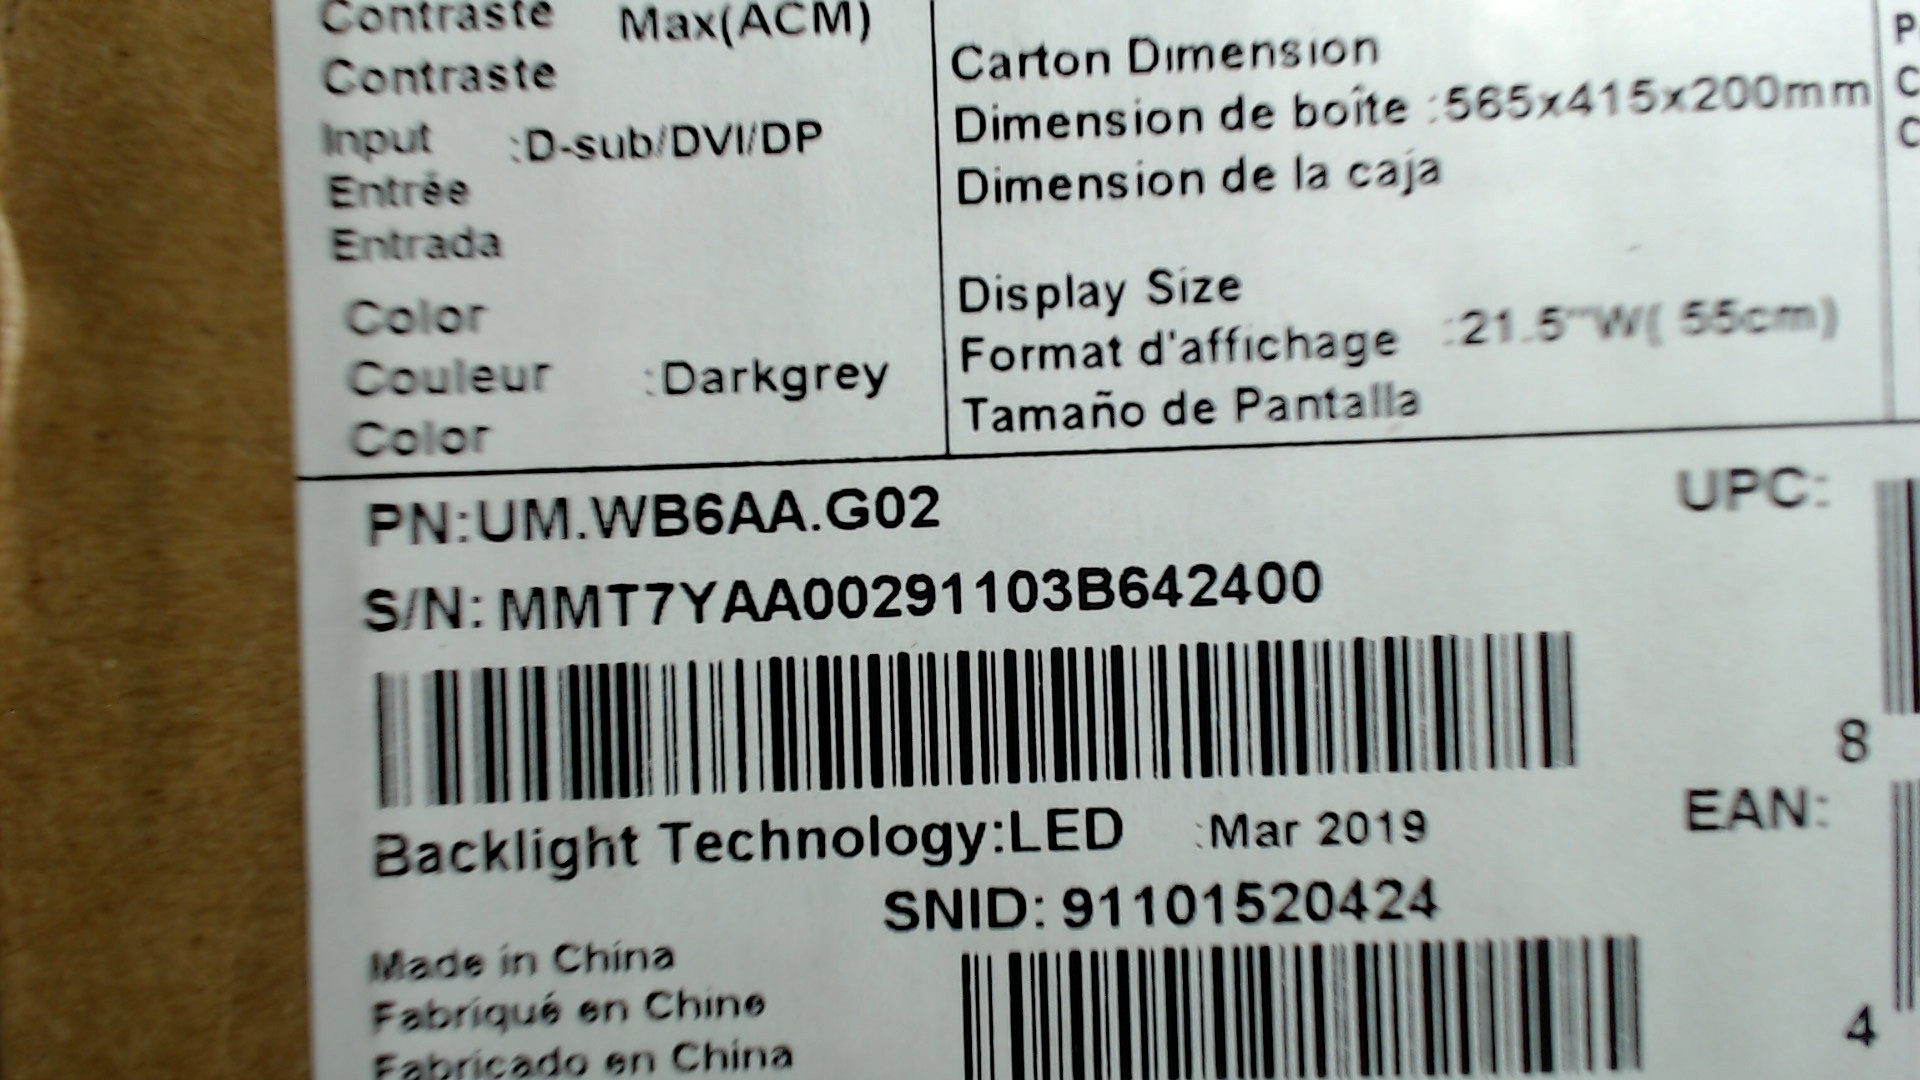 Contraste Max(ACM)
Contraste
Input :D-sub/DVI/DP
Entrée
Entrada
Color
Couleur :Darkgrey
Color
Carton Dimension
Dimension de boîte :565x415x200mm
Dimension de la caja
Display Size
Format d'affichage :21.5"W( 55cm)
Tamaño de Pantalla
P
C
C
PN:UM.WB6AA.G02
UPC:
S/N: MMT7YAA00291103B642400
8
Backlight Technology:LED :Mar 2019
EAN:
SNID: 91101520424
Made in China
Fabriqué en Chine
Fabricado en China
4